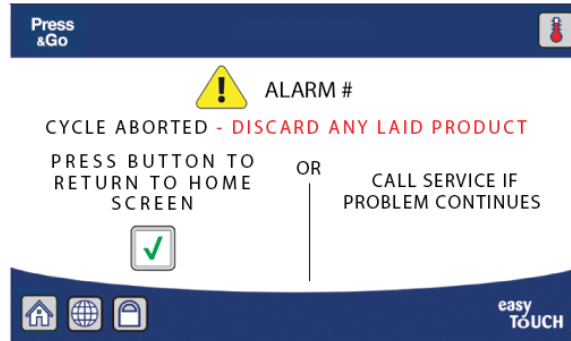 Press
&Go
ALARM #
CYCLE ABORTED - DISCARD ANY LAID PRODUCT
PRESS BUTTON TO
RETURN TO HOME
SCREEN
OR
CALL SERVICE IF
PROBLEM CONTINUES
easy
TOUCH